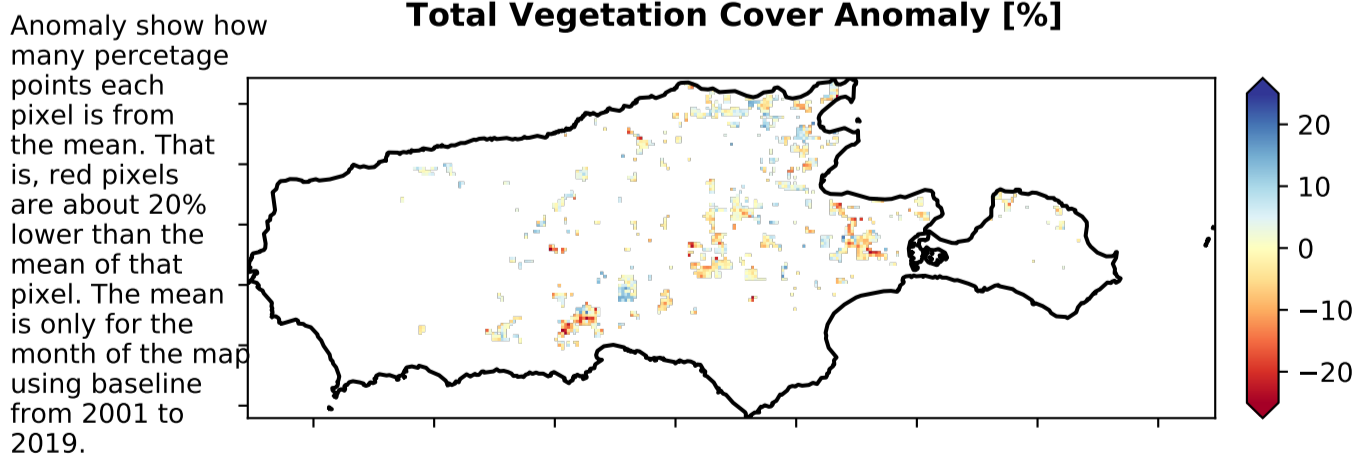 Total Vegetation Cover Anomaly [%]
Anomaly show how
many percetage
points each
pixel is from
the mean. That
is, red pixels
are about 20%
lower than the
mean of that
pixel. The mean
is only for the
month of the map
using baseline
from 2001 to
2019.
20
10
0
−10
−20